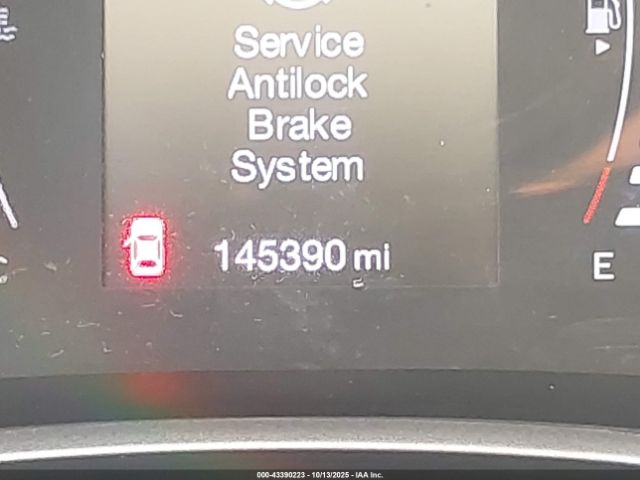 Service
Antilock
Brake
System
145390 mi
E
000-43390223 - 10/13/2025 - IAA Inc.